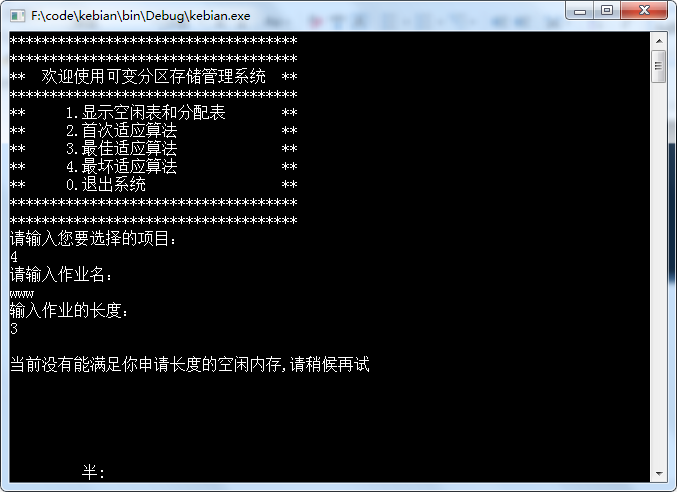 F:\code\kebian\bin\Debug\kebian.exe
************************************
************************************
**  欢迎使用可变分区存储管理系统  **
************************************
**     1.显示空闲表和分配表       **
**     2.首次适应算法             **
**     3.最佳适应算法             **
**     4.最坏适应算法             **
**     0.退出系统                 **
************************************
************************************
请输入您要选择的项目:
4
请输入作业名:
www
输入作业的长度:
3
当前没有能满足你申请长度的空闲内存,请稍候再试
半: